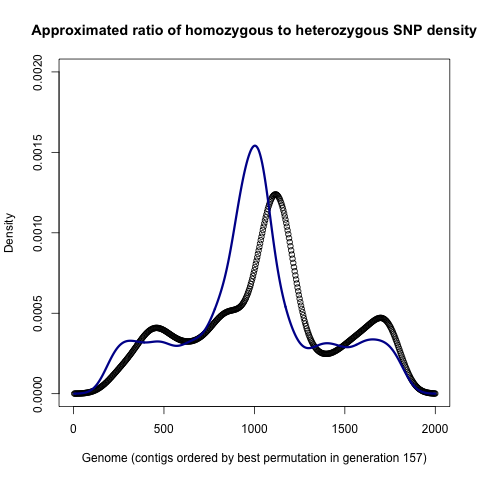 Approximated ratio of homozygous to heterozygous SNP density
Density
0.0020
0.0015
0.0010
0.0005
0.0000
0 500 1000 1500 2000
Genome (contigs ordered by best permutation in generation 157)